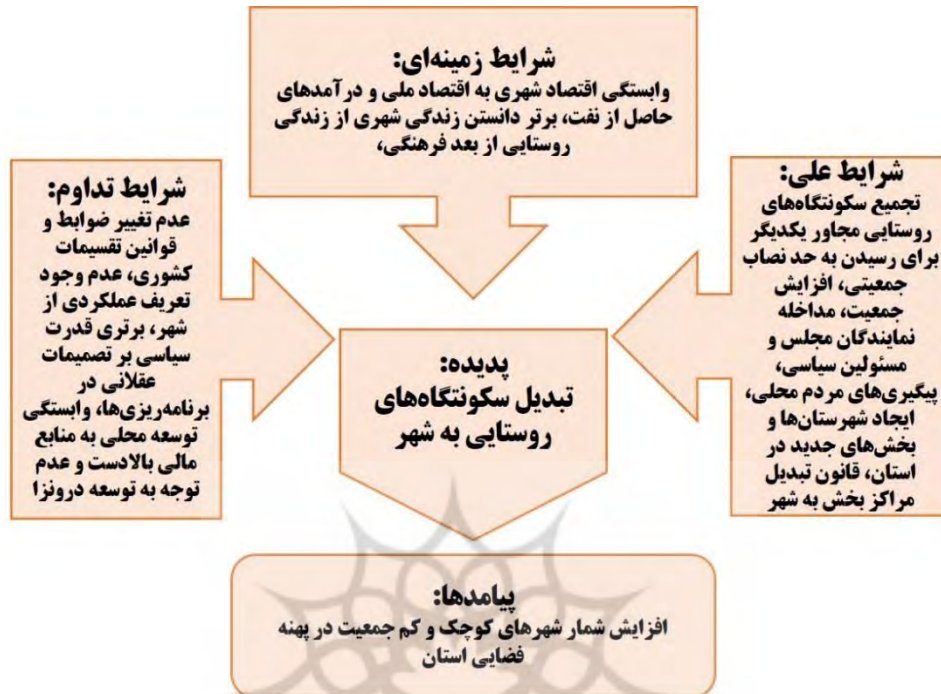 شرایط زمینه‌ای:
وابستگی اقتصاد شهری به اقتصاد ملی و درآمدهای
حاصل از نفت، برتر دانستن زندگی شهری از زندگی
روستایی از بعد فرهنگی،
شرایط علی:
تجمیع سکونتگاه‌های
روستایی مجاور یکدیگر
برای رسیدن به حد نصاب
جمعیتی، افزایش
جمعیت، مداخله
نمایندگان مجلس و
مسئولین سیاسی،
پیگیری‌های مردم محلی،
ایجاد شهرستان‌ها و
بخش‌های جدید در
استان، قانون تبدیل
مراکز بخش به شهر
شرایط تداوم:
عدم تغییر ضوابط و
قوانین تقسیمات
کشوری، عدم وجود
تعریف عملکردی از
شهر، برتری قدرت
سیاسی بر تصمیمات
عقلانی در
برنامه‌ریزی‌ها، وابستگی
توسعه محلی به منابع
مالی بالادست و عدم
توجه به توسعه درونزا
پدیده:
تبدیل سکونتگاه‌های
روستایی به شهر
پیامدها:
افزایش شمار شهرهای کوچک و کم جمعیت در پهنه
فضایی استان